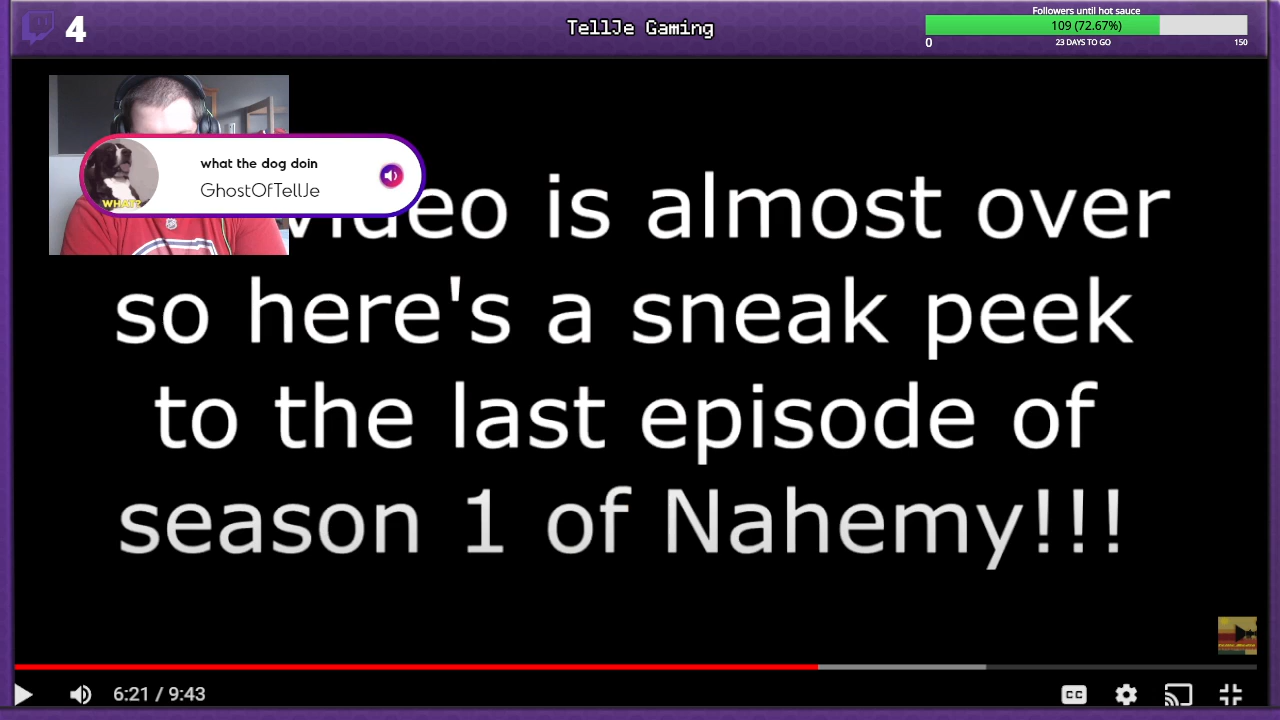 4
TellJe Gaming
Followers until hot sauce
109 (72.67%)
0
23 DAYS TO GO
150
what the dog doin
GhostOfTellJe
WHAT?
video is almost over
so here's a sneak peek
to the last episode of
season 1 of Nahemy!!!
6:21 / 9:43
CC